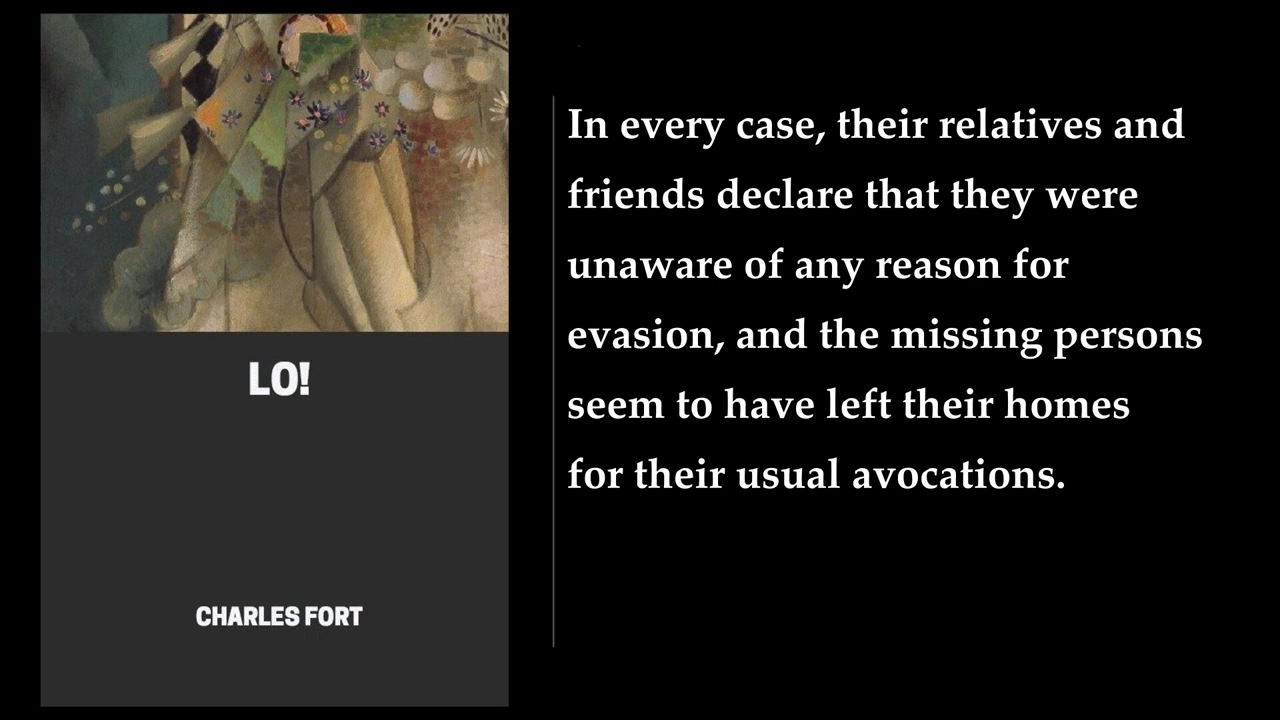 LO!
CHARLES FORT
In every case, their relatives and
friends declare that they were
unaware of any reason for
evasion, and the missing persons
seem to have left their homes
for their usual avocations.